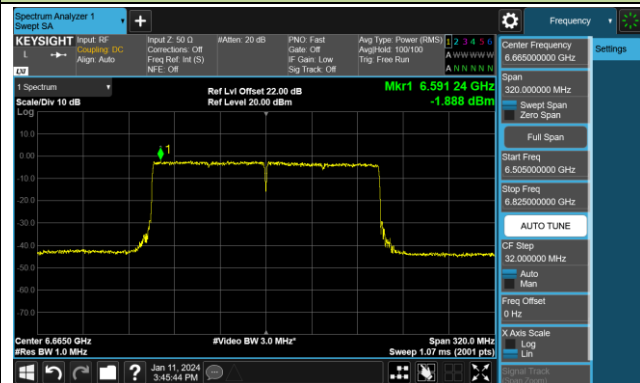 Spectrum Analyzer 1
Swept SA
+
Frequency
KEYSIGHT
L
LXI
Input: RF
Coupling: DC
Align: Auto
Input Z: 50 Ω
Corrections: Off
Freq Ref: Int (S)
NFE: Off
#Atten: 20 dB
PNO: Fast
Gate: Off
IF Gain: Low
Sig Track: Off
Avg Type: Power (RMS)
Avg|Hold: 100/100
Trig: Free Run
1 2 3 4 5 6
A W W W W W
A N N N N N
1 Spectrum
Scale/Div 10 dB
Ref Lvl Offset 22.00 dB
Ref Level 20.00 dBm
Mkr1 6.591 24 GHz
-1.888 dBm
Log
10.0
0.00
-10.0
-20.0
-30.0
-40.0
-50.0
-60.0
-70.0
1
Center 6.6650 GHz
#Res BW 1.0 MHz
#Video BW 3.0 MHz*
Span 320.0 MHz
Sweep 1.07 ms (2001 pts)
Jan 11, 2024
3:45:44 PM
Center Frequency
6.665000000 GHz
Settings
Span
320.000000 MHz
Swept Span
Zero Span
Full Span
Start Freq
6.505000000 GHz
Stop Freq
6.825000000 GHz
AUTO TUNE
CF Step
32.000000 MHz
Auto
Man
Freq Offset
0 Hz
X Axis Scale
Log
Lin
Signal Track
(Span Zoom)